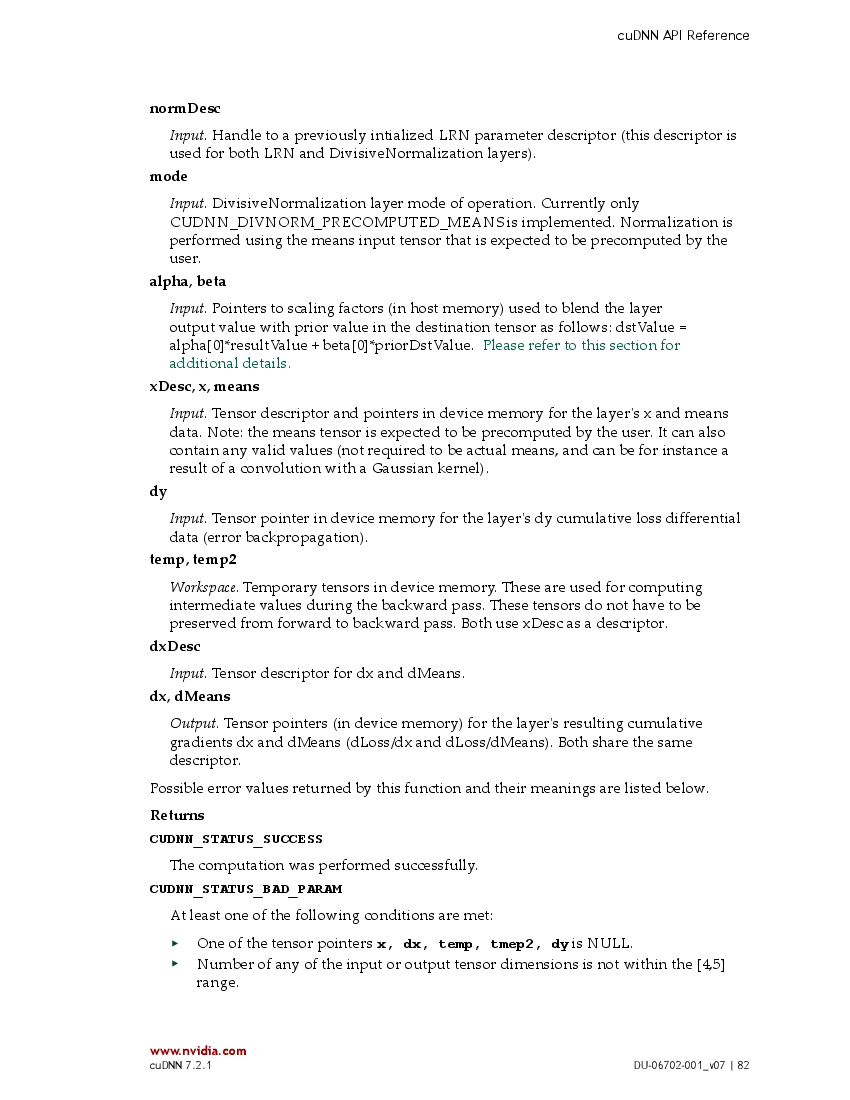 cuDNN API Reference
normDesc
Input. Handle to a previously intialized LRN parameter descriptor (this descriptor is
used for both LRN and DivisiveNormalization layers).
mode
Input. DivisiveNormalization layer mode of operation. Currently only
CUDNN_DIVNORM_PRECOMPUTED_MEANS is implemented. Normalization is
performed using the means input tensor that is expected to be precomputed by the
user.
alpha, beta
Input. Pointers to scaling factors (in host memory) used to blend the layer
output value with prior value in the destination tensor as follows: dstValue =
alpha[0]*resultValue + beta[0]*priorDstValue. Please refer to this section for
additional details.
xDesc, x, means
Input. Tensor descriptor and pointers in device memory for the layer's x and means
data. Note: the means tensor is expected to be precomputed by the user. It can also
contain any valid values (not required to be actual means, and can be for instance a
result of a convolution with a Gaussian kernel).
dy
Input. Tensor pointer in device memory for the layer's dy cumulative loss differential
data (error backpropagation).
temp, temp2
Workspace. Temporary tensors in device memory. These are used for computing
intermediate values during the backward pass. These tensors do not have to be
preserved from forward to backward pass. Both use xDesc as a descriptor.
dxDesc
Input. Tensor descriptor for dx and dMeans.
dx, dMeans
Output. Tensor pointers (in device memory) for the layer's resulting cumulative
gradients dx and dMeans (dLoss/dx and dLoss/dMeans). Both share the same
descriptor.
Possible error values returned by this function and their meanings are listed below.
Returns
CUDNN_STATUS_SUCCESS
The computation was performed successfully.
CUDNN_STATUS_BAD_PARAM
At least one of the following conditions are met:
▸ One of the tensor pointers x, dx, temp, tmep2, dy is NULL.
▸ Number of any of the input or output tensor dimensions is not within the [4,5]
range.
www.nvidia.com
cuDNN 7.2.1 DU-06702-001_v07 | 82